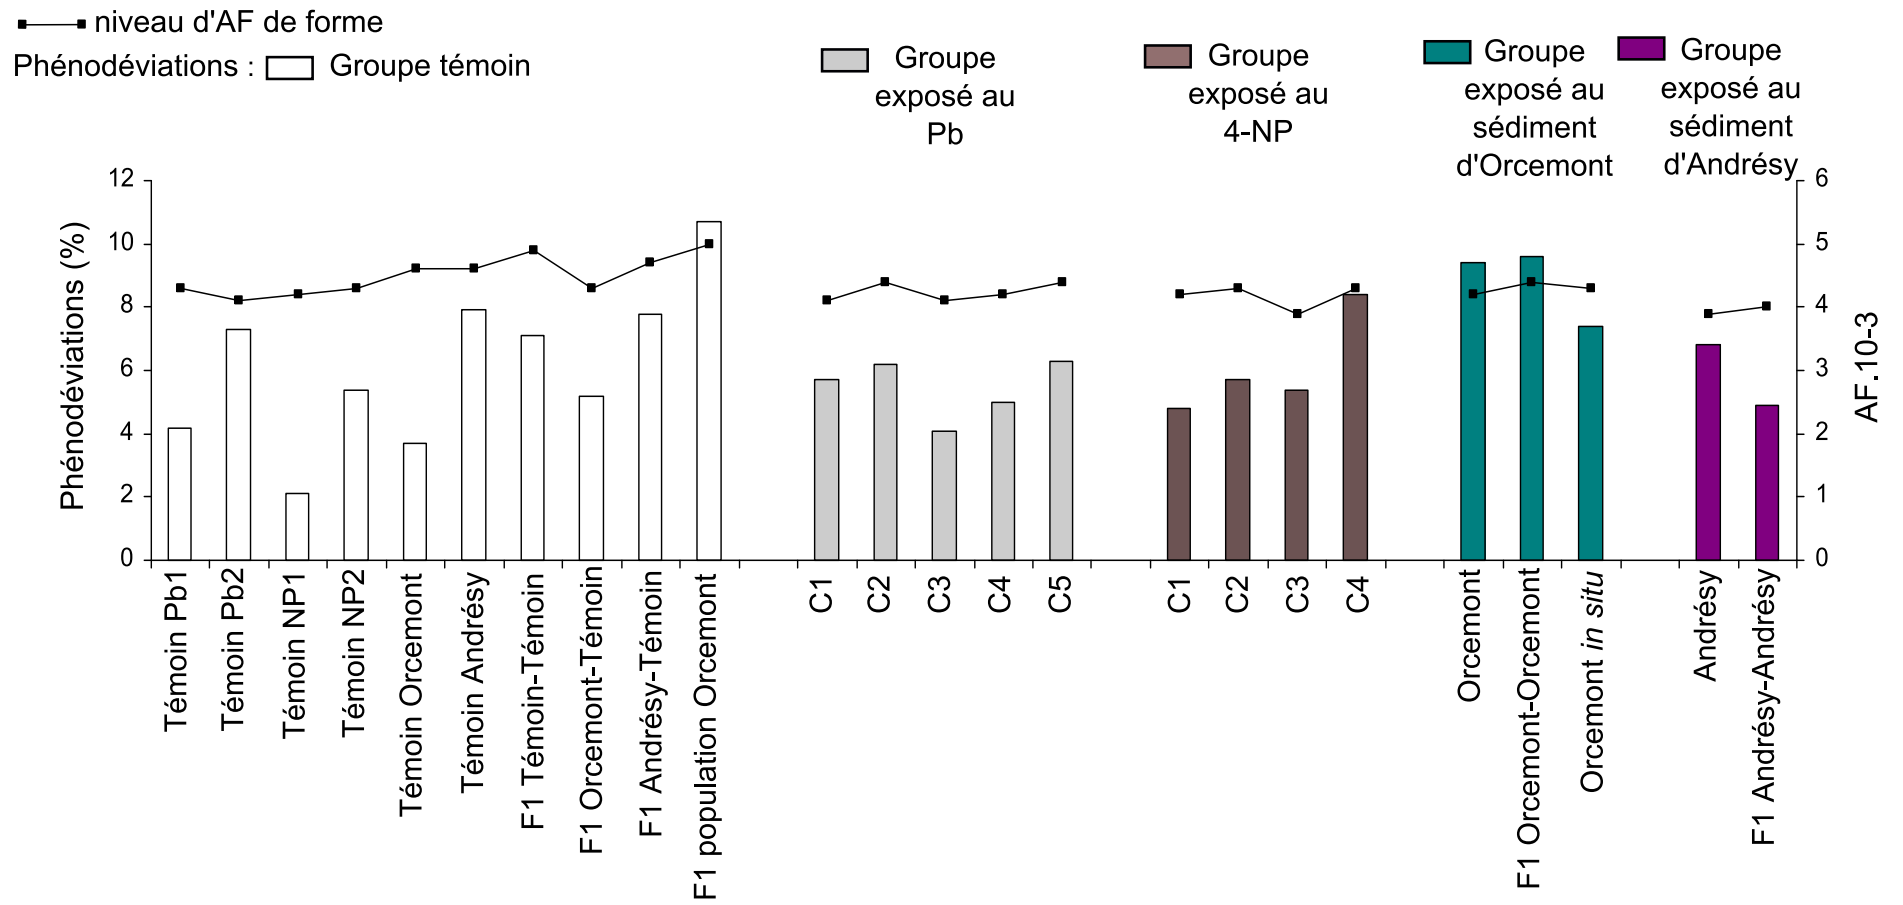 niveau d'AF de forme
Phénodéviations : Groupe témoin
Groupe
exposé au
Pb
Groupe
exposé au
4-NP
Groupe
exposé au
sédiment
d'Orcemont
Groupe
exposé au
sédiment
d'Andrésy
Phénodéviations (%)
12
10
8
6
4
2
0
6
5
4
3
2
1
0
AF.10-3
Témoin Pb1
Témoin Pb2
Témoin NP1
Témoin NP2
Témoin Orcemont
Témoin Andrésy
F1 Témoin-Témoin
F1 Orcemont-Témoin
F1 Andrésy-Témoin
F1 population Orcemont
C1
C2
C3
C4
C5
C1
C2
C3
C4
Orcemont
F1 Orcemont-Orcemont
Orcemont in situ
Andrésy
F1 Andrésy-Andrésy